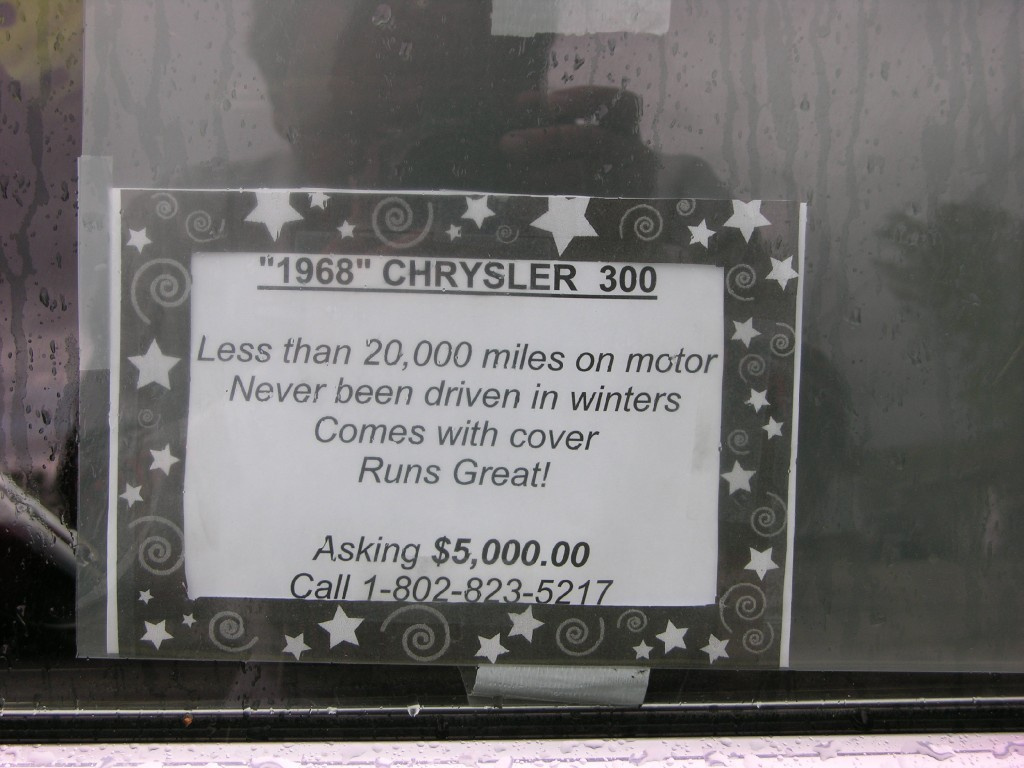 "1968" CHRYSLER 300
Less than 20,000 miles on motor
Never been driven in winters
Comes with cover
Runs Great!
Asking $5,000.00
Call 1-802-823-5217